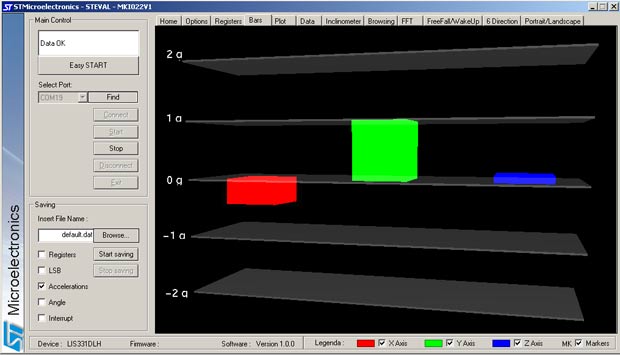 STMicroelectronics - STEVAL - MKI022V1
Main Control
Data OK
Easy START
Select Port:
COM19
Find
Connect
Start
Stop
Disconnect
Exit
Saving
Insert File Name :
default.dat
Browse...
Registers
Start saving
LSB
Stop saving
Accelerations
Angle
Interrupt
STMicroelectronics
Home Options Registers Bars Plot Data Inclinometer Browsing FFT FreeFall/WakeUp 6 Direction Portrait/Landscape
2 g
1 g
0 g
-1 g
-2 g
Device : LIS331DLH Firmware : Software : Version 1.0.0 Legenda : X Axis Y Axis Z Axis MK Markers